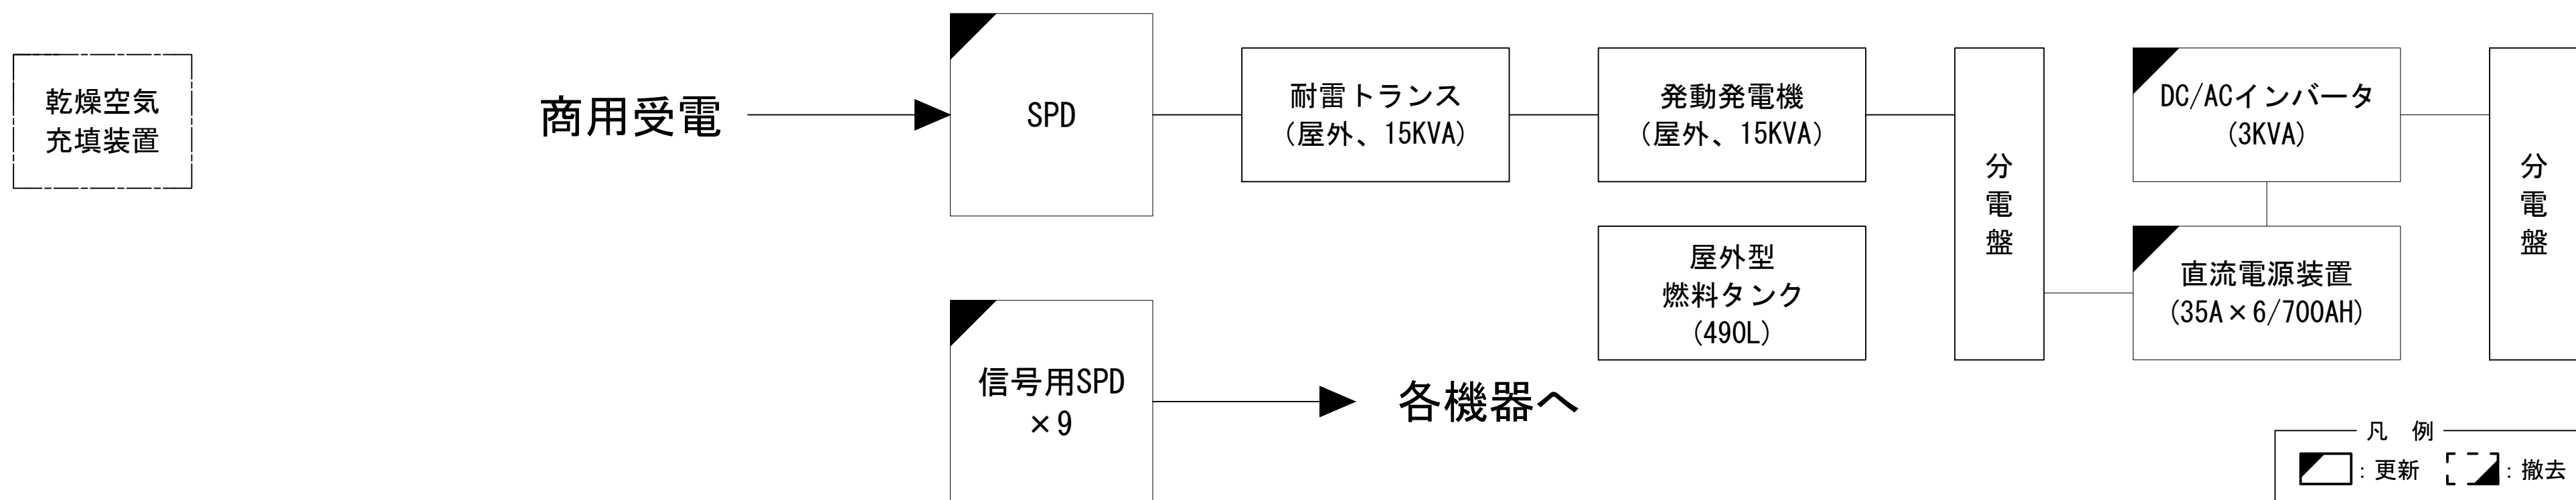 乾燥空気
充填装置
商用受電
SPD
耐雷トランス
(屋外、15KVA)
発動発電機
(屋外、15KVA)
屋外型
燃料タンク
(490L)
分電盤
DC/ACインバータ
(3KVA)
直流電源装置
(35A×6/700AH)
分電盤
信号用SPD
×9
各機器へ
凡 例
：更新
：撤去